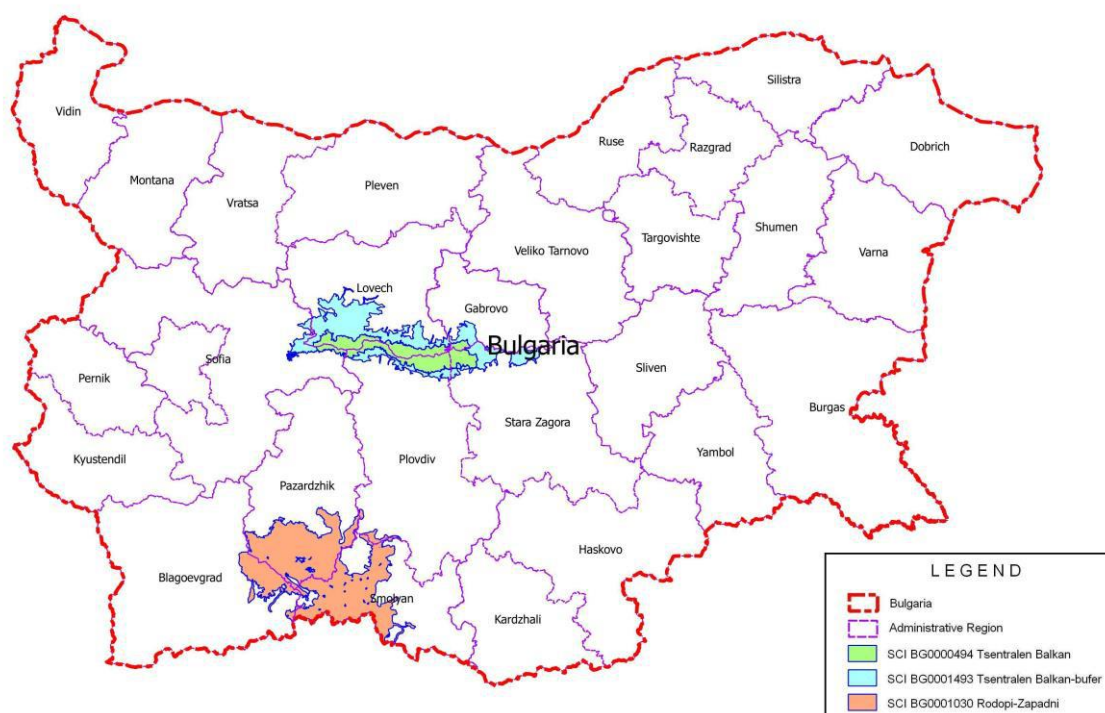 Silistra
Vidin
Ruse
Razgrad
Dobrich
Montana
Pleven
Vratsa
Shumen
Targovishte
Veliko Tarnovo
Varna
Lovech
Gabrovo
Bulgaria
Sofia
Sliven
Pernik
Burgas
Stara Zagora
Yambol
Kyustendil
Plovdiv
Pazardzhik
Haskovo
Blagoevgrad
Smolyan
Kardzhali
LEGEND
Bulgaria
Administrative Region
SCI BG0000494 Tsentralen Balkan
SCI BG0001493 Tsentralen Balkan-bufer
SCI BG0001030 Rodopi-Zapadni